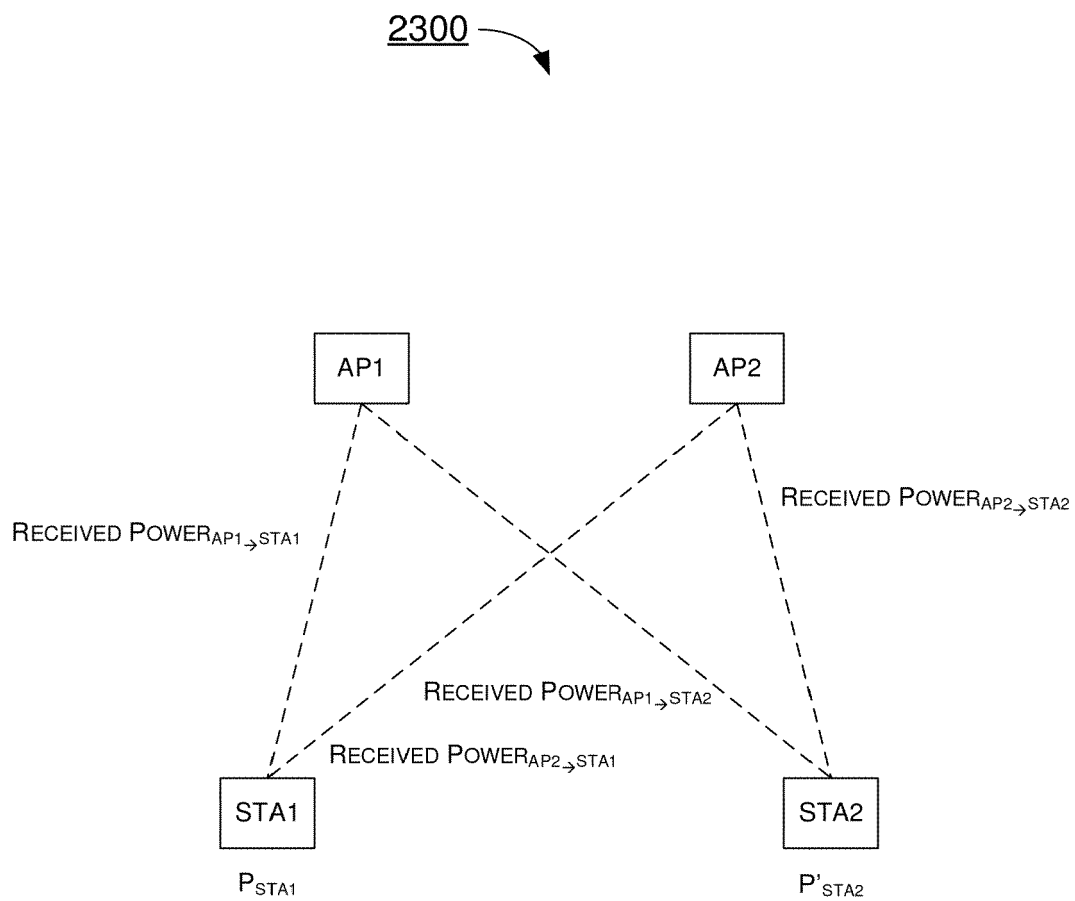 2300
AP1
AP2
RECEIVED POWERAP2→STA2
RECEIVED POWERAP1→STA1
RECEIVED POWERAP1→STA2
RECEIVED POWERAP2→STA1
STA1
STA2
PSTA1
P'STA2